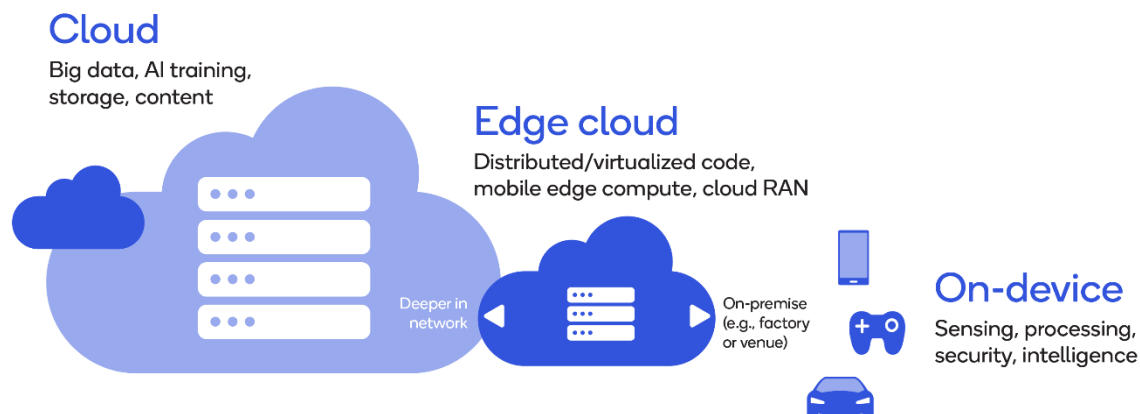 Cloud
Big data, AI training,
storage, content
Edge cloud
Distributed/virtualized code,
mobile edge compute, cloud RAN
Deeper in
network
On-premise
(e.g., factory
or venue)
On-device
Sensing, processing,
security, intelligence